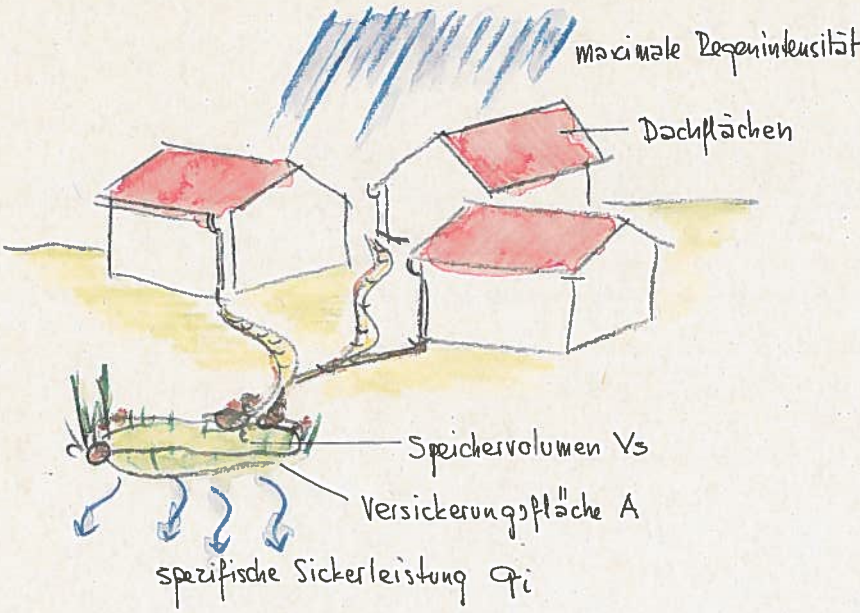 maximale Regenintensität
Dachflächen
Speichervolumen Vs
Versickerungsfläche A
spezifische Sickerleistung qi